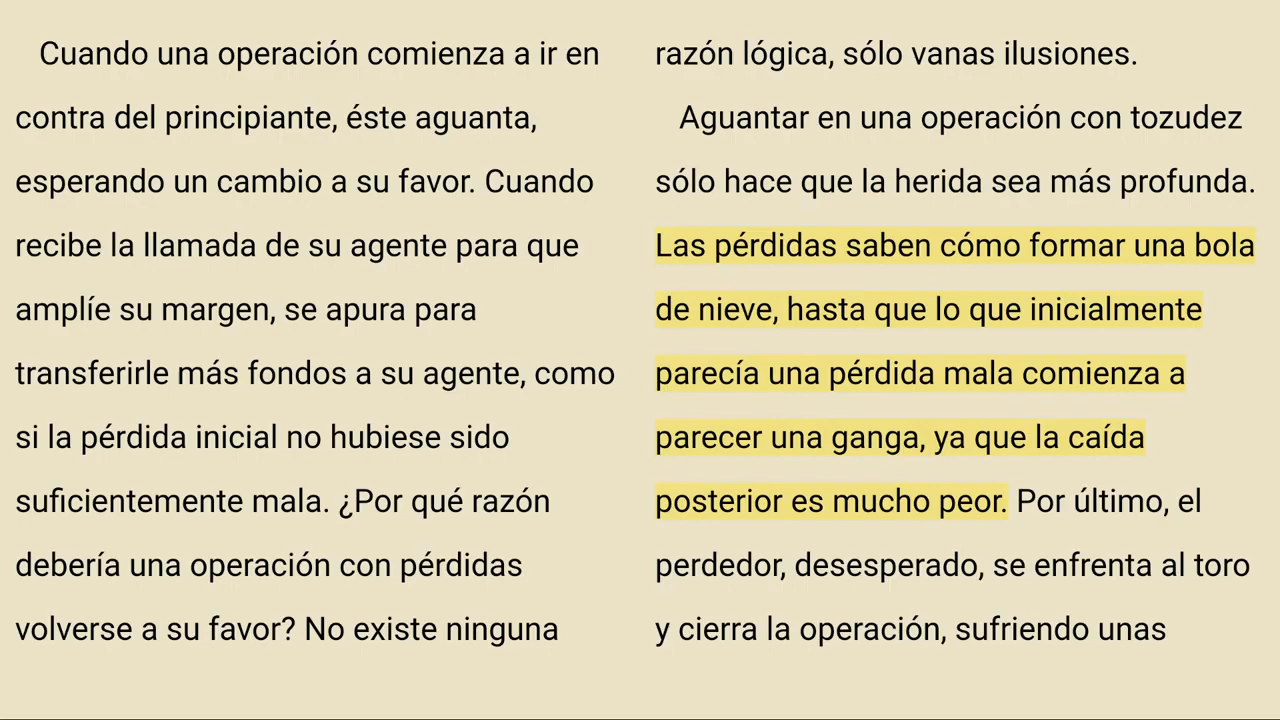 Cuando una operación comienza a ir en
contra del principiante, éste aguanta,
esperando un cambio a su favor. Cuando
recibe la llamada de su agente para que
amplíe su margen, se apura para
transferirle más fondos a su agente, como
si la pérdida inicial no hubiese sido
suficientemente mala. ¿Por qué razón
debería una operación con pérdidas
volverse a su favor? No existe ninguna
razón lógica, sólo vanas ilusiones.
Aguantar en una operación con tozudez
sólo hace que la herida sea más profunda.
Las pérdidas saben cómo formar una bola
de nieve, hasta que lo que inicialmente
parecía una pérdida mala comienza a
parecer una ganga, ya que la caída
posterior es mucho peor. Por último, el
perdedor, desesperado, se enfrenta al toro
y cierra la operación, sufriendo unas